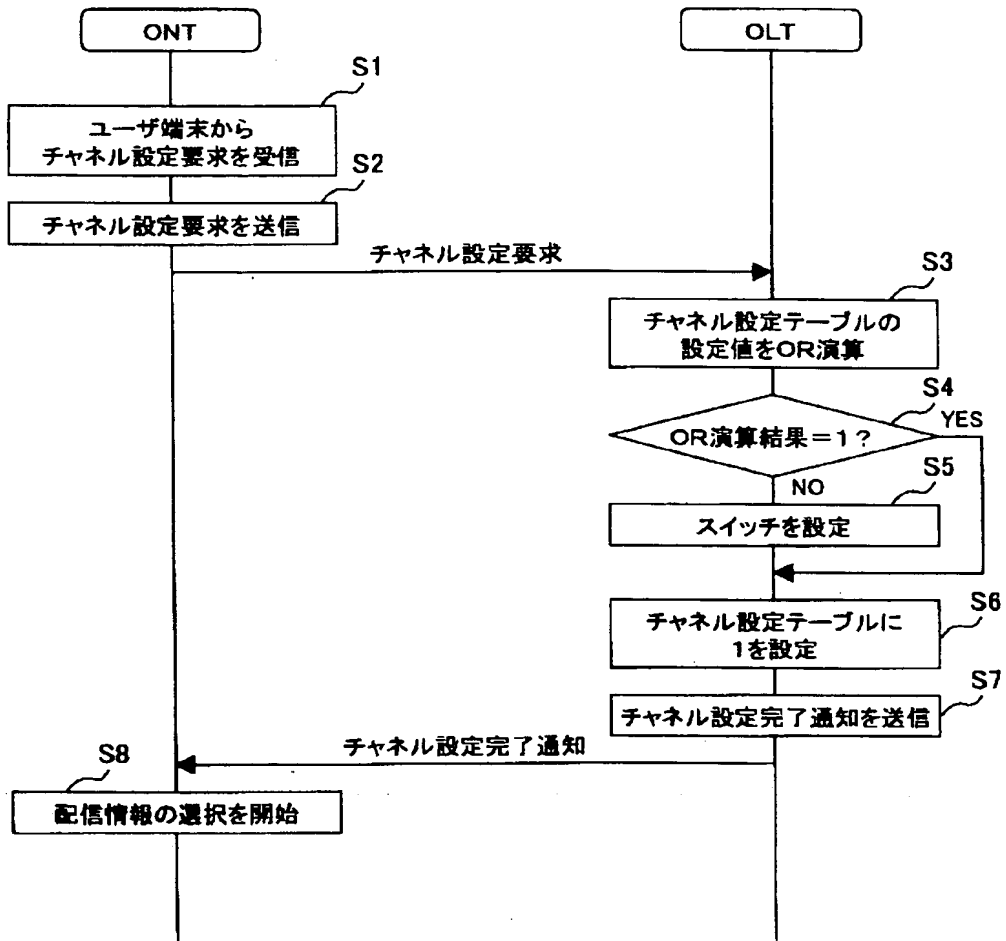 ONT
OLT
S1
ユーザ端末から
チャネル設定要求を受信
S2
チャネル設定要求を送信
チャネル設定要求
S3
チャネル設定テーブルの
設定値をOR演算
S4
OR演算結果＝1？
YES
NO
S5
スイッチを設定
S6
チャネル設定テーブルに
1を設定
S7
チャネル設定完了通知を送信
チャネル設定完了通知
S8
配信情報の選択を開始